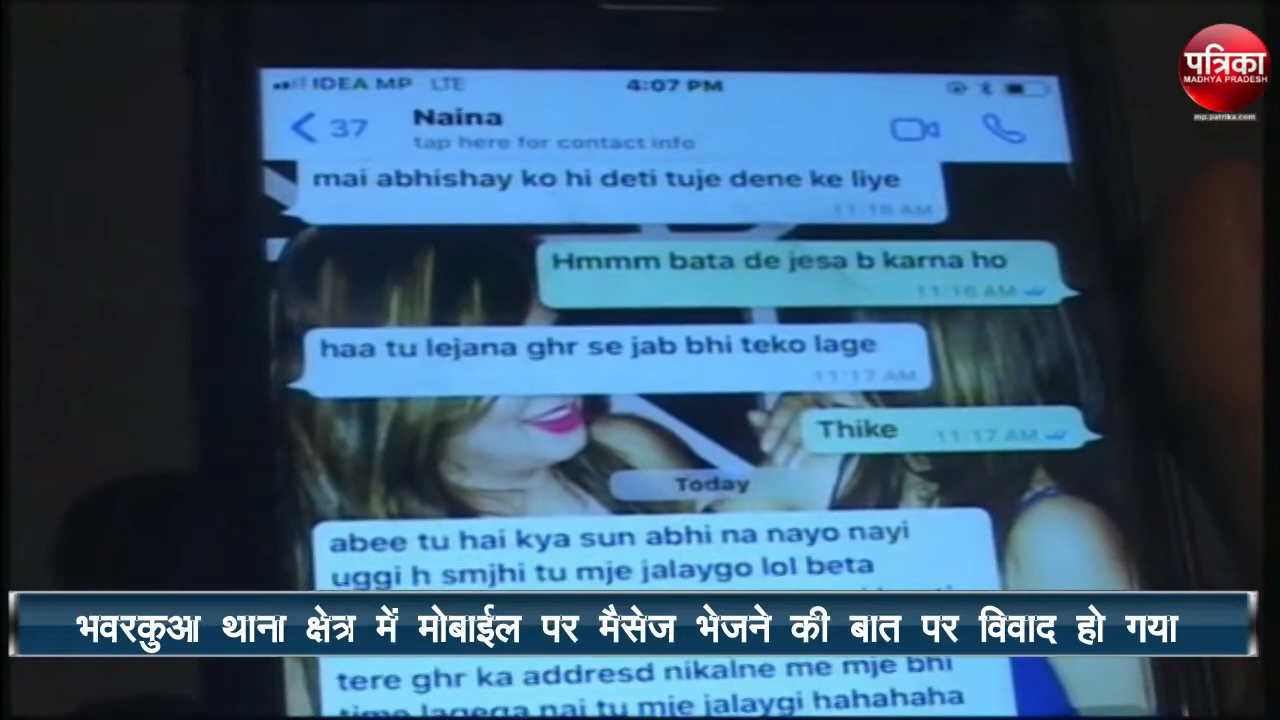 पत्रिका
MADHYA PRADESH
mp.patrika.com
IDEA MP LTE
4:07 PM
37
Naina
tap here for contact info
mai abhishay ko hi deti tuje dene ke liye
11:16 AM
Hmmm bata de jesa b karna ho
11:16 AM
haa tu lejana ghr se jab bhi teko lage
11:17 AM
Thike
11:17 AM
Today
abee tu hai kya sun abhi na nayo nayi
uggi h smjhi tu mje jalaygo lol beta
भवरकुआ थाना क्षेत्र में मोबाईल पर मैसेज भेजने की बात पर विवाद हो गया
tere ghr ka addresd nikalne me mje bhi
time lagega nai tu mje jalaygi hahahaha